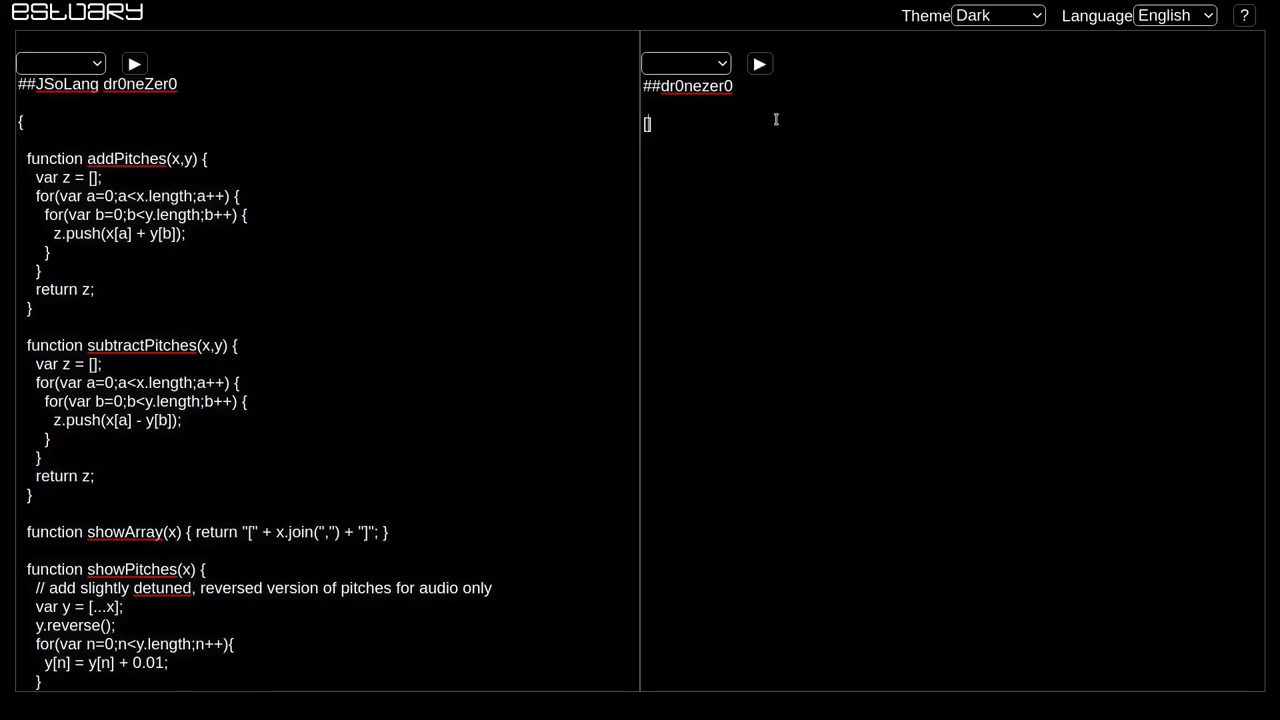 estuary
Theme Dark Language English ?
##JSoLang dr0neZer0
{
function addPitches(x,y) {
var z = [];
for(var a=0;a<x.length;a++) {
for(var b=0;b<y.length;b++) {
z.push(x[a] + y[b]);
}
}
return z;
}
function subtractPitches(x,y) {
var z = [];
for(var a=0;a<x.length;a++) {
for(var b=0;b<y.length;b++) {
z.push(x[a] - y[b]);
}
}
return z;
}
function showArray(x) { return "[" + x.join(",") + "]"; }
function showPitches(x) {
// add slightly detuned, reversed version of pitches for audio only
var y = [...x];
y.reverse();
for(var n=0;n<y.length;n++){
y[n] = y[n] + 0.01;
}
##dr0nezer0
[]